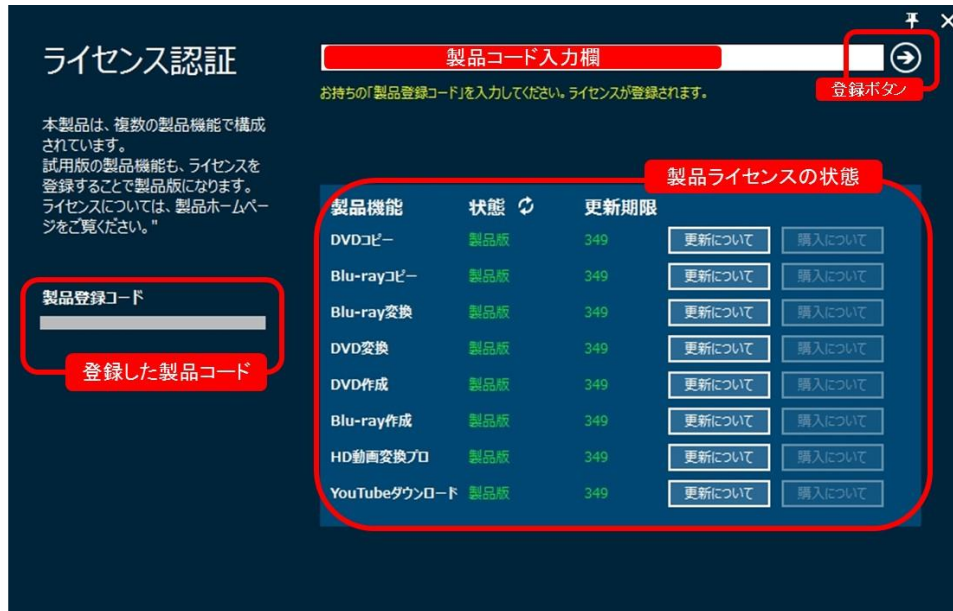 ライセンス認証
製品コード入力欄
登録ボタン
お持ちの「製品登録コード」を入力してください。ライセンスが登録されます。
本製品は、複数の製品機能で構成
されています。
試用版の製品機能も、ライセンスを
登録することで製品版になります。
ライセンスについては、製品ホームペー
ジをご覧ください。"
製品登録コード
登録した製品コード
製品ライセンスの状態
製品機能 状態 更新期限
DVDコピー 製品版 349 更新について 購入について
Blu-rayコピー 製品版 349 更新について 購入について
Blu-ray変換 製品版 349 更新について 購入について
DVD変換 製品版 349 更新について 購入について
DVD作成 製品版 349 更新について 購入について
Blu-ray作成 製品版 349 更新について 購入について
HD動画変換プロ 製品版 349 更新について 購入について
YouTubeダウンロード 製品版 349 更新について 購入について